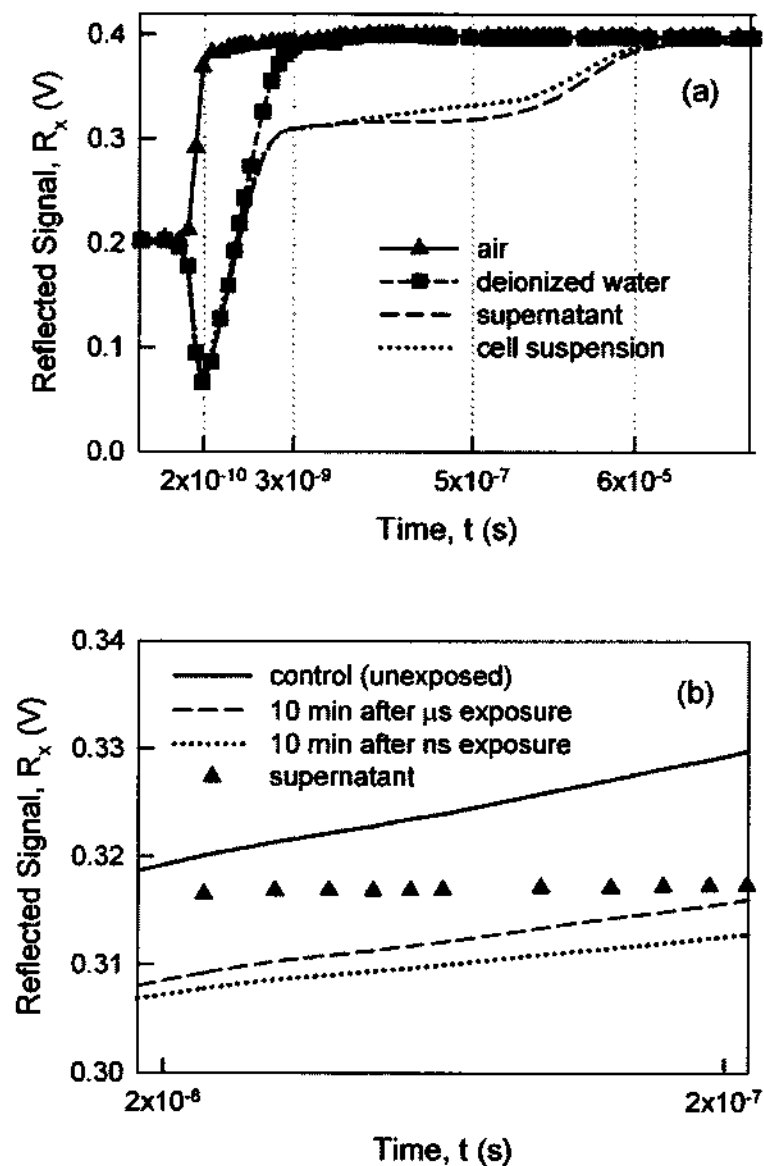 0.4
0.3
0.2
0.1
0.0
Reflected Signal, Rₓ (V)
(a)
air
deionized water
supernatant
cell suspension
2x10⁻¹⁰ 3x10⁻⁹ 5x10⁻⁷ 6x10⁻⁵
Time, t (s)
0.34
0.33
0.32
0.31
0.30
Reflected Signal, Rₓ (V)
(b)
control (unexposed)
10 min after μs exposure
10 min after ns exposure
supernatant
2x10⁻⁸ 2x10⁻⁷
Time, t (s)